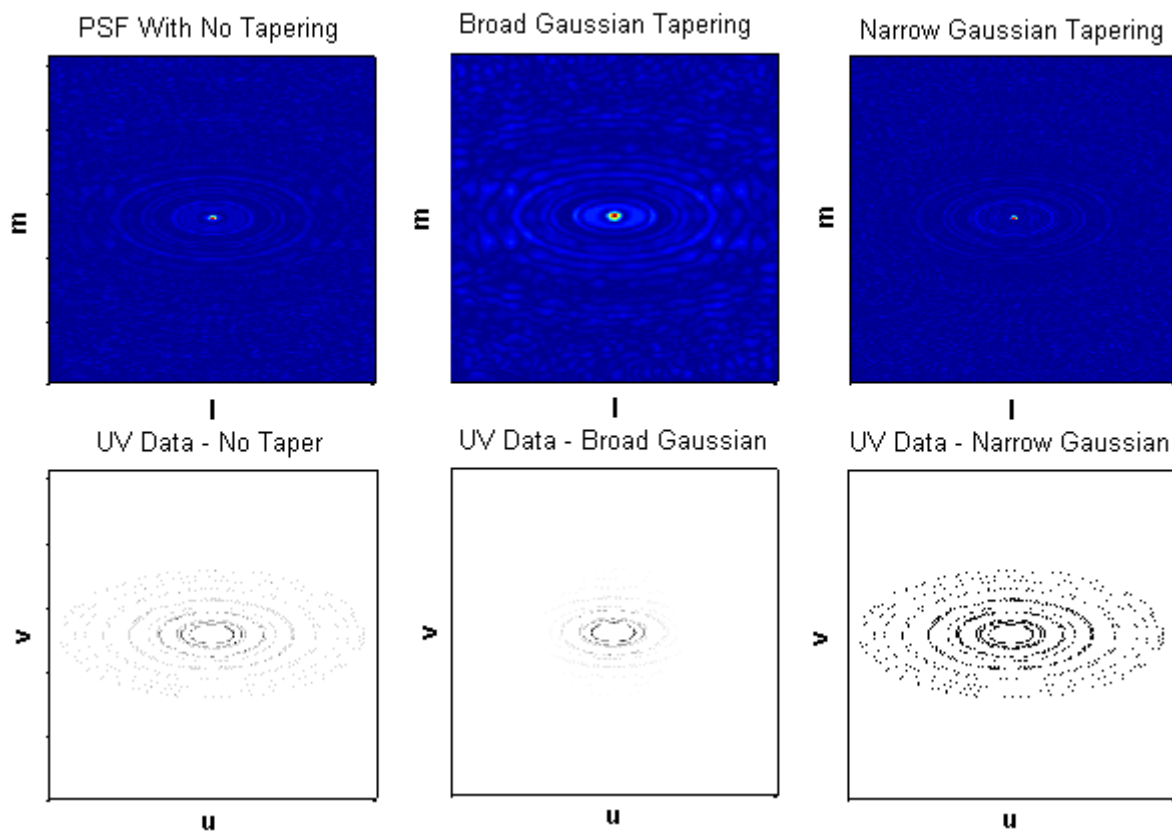 PSF With No Tapering
Broad Gaussian Tapering
Narrow Gaussian Tapering
m
m
m
l
l
l
UV Data - No Taper
UV Data - Broad Gaussian
UV Data - Narrow Gaussian
v
v
v
u
u
u